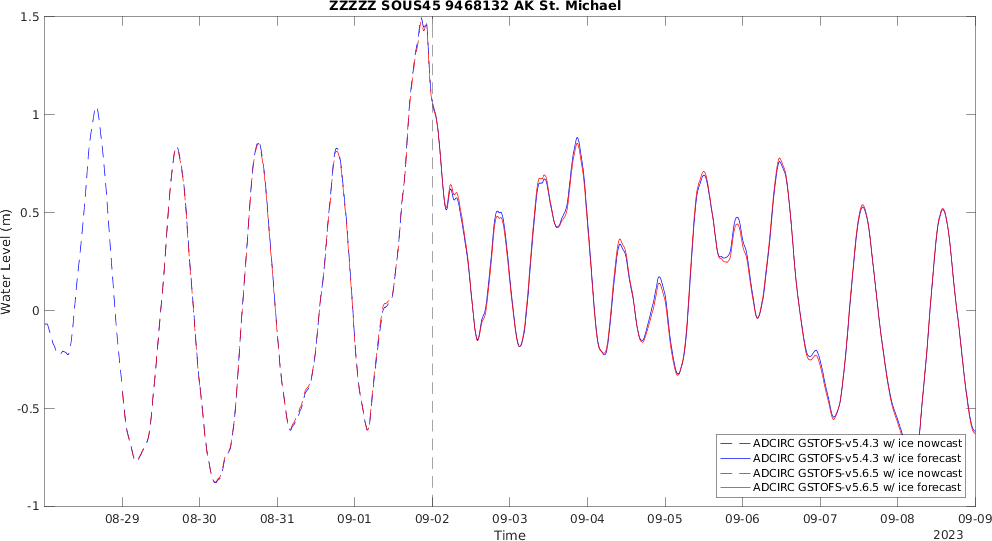 ZZZZZ SOUS45 9468132 AK St. Michael
1.5
1
0.5
0
-0.5
-1
Water Level (m)
08-29
08-30
08-31
09-01
09-02
09-03
09-04
09-05
09-06
09-07
09-08
09-09
Time
2023
ADCIRC GSTOFS-v5.4.3 w/ ice nowcast
ADCIRC GSTOFS-v5.4.3 w/ ice forecast
ADCIRC GSTOFS-v5.6.5 w/ ice nowcast
ADCIRC GSTOFS-v5.6.5 w/ ice forecast